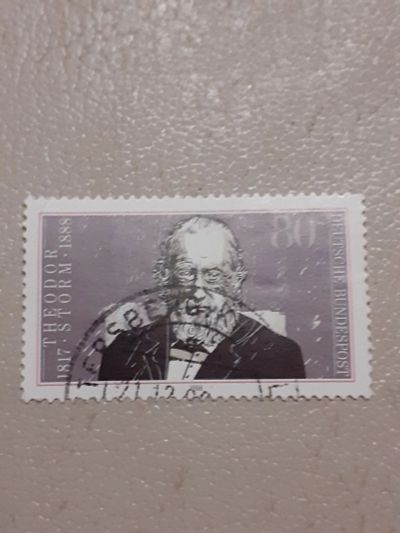 THEODOR
1817·STORM·1888
80
DEUTSCHE BUNDESPOST